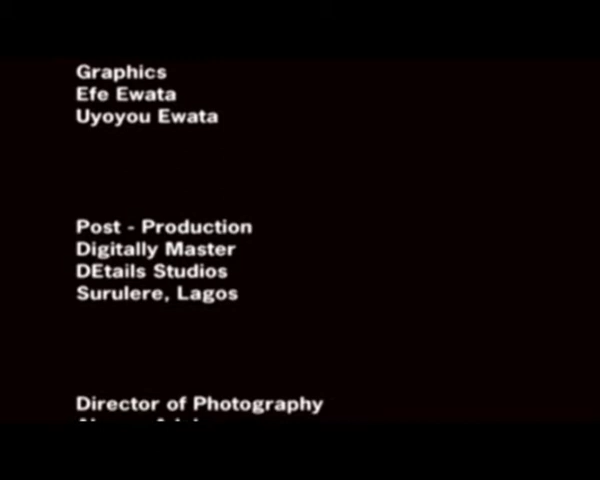 Graphics
Efe Ewata
Uyoyou Ewata
Post - Production
Digitally Master
DEtails Studios
Surulere, Lagos
Director of Photography